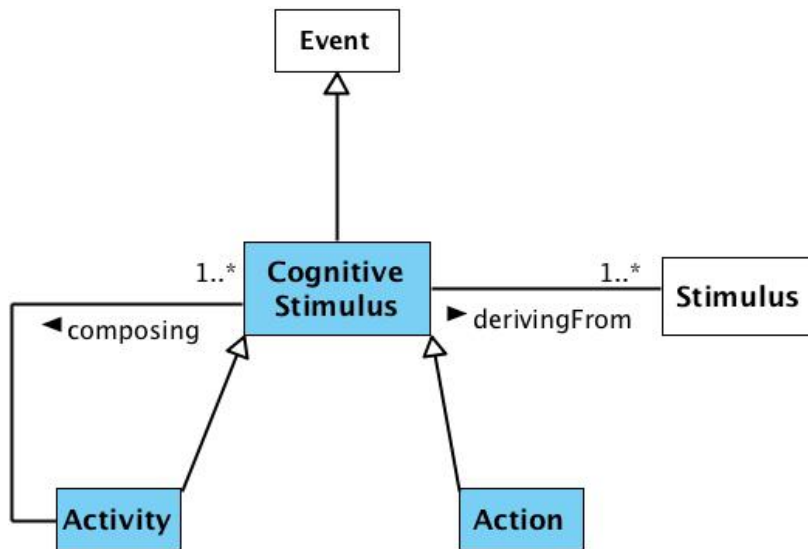 Event
1..*
Cognitive
Stimulus
1..*
Stimulus
◄ composing
► derivingFrom
Activity
Action